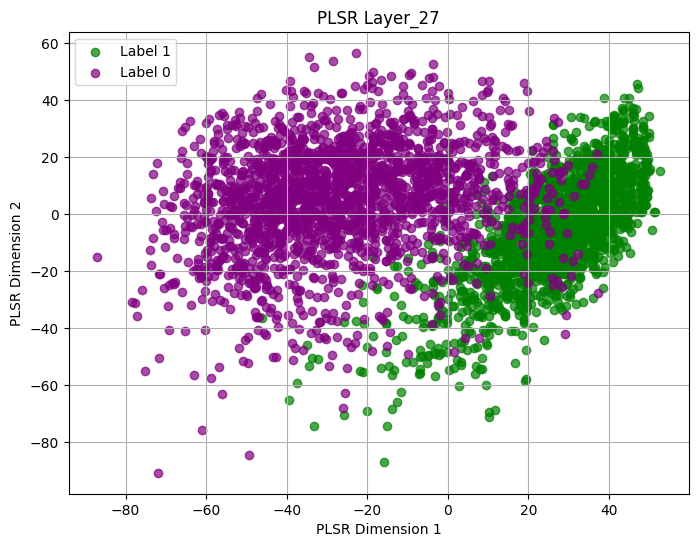 PLSR Layer_27
Label 1
Label 0
60
40
20
0
−20
−40
−60
−80
PLSR Dimension 2
−80 −60 −40 −20 0 20 40
PLSR Dimension 1